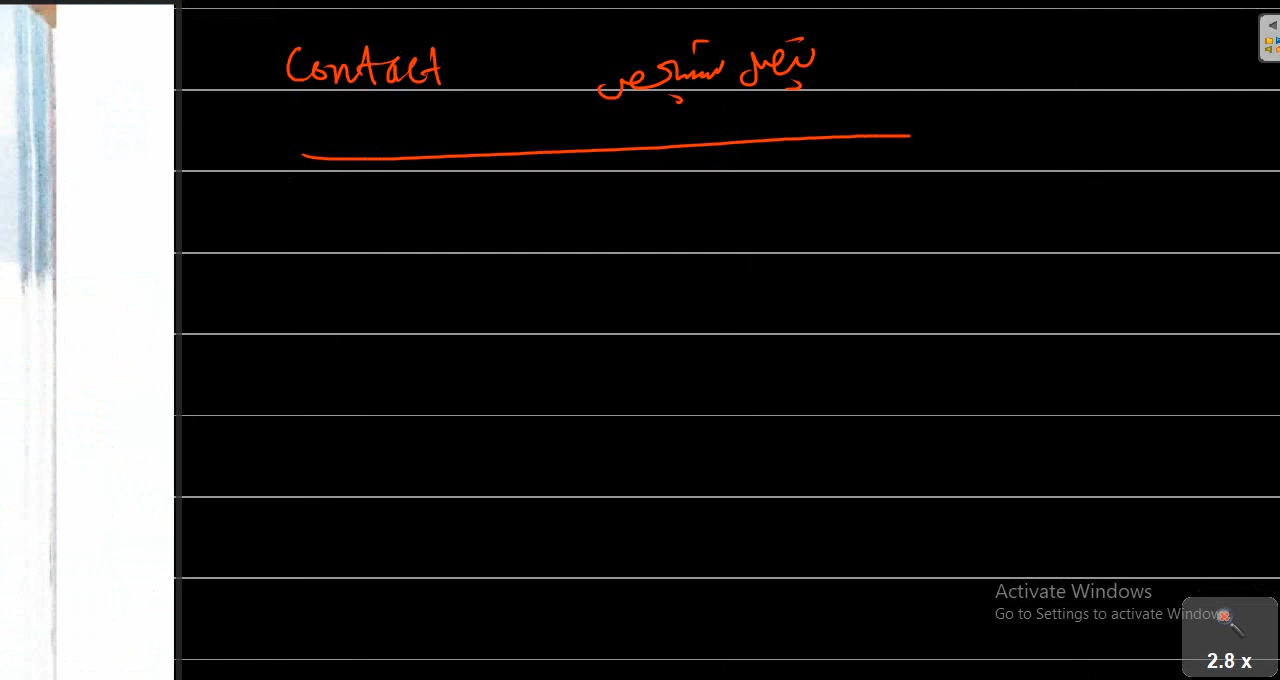 Contact يتصل بشخص
Activate Windows
Go to Settings to activate Windows
2.8 x